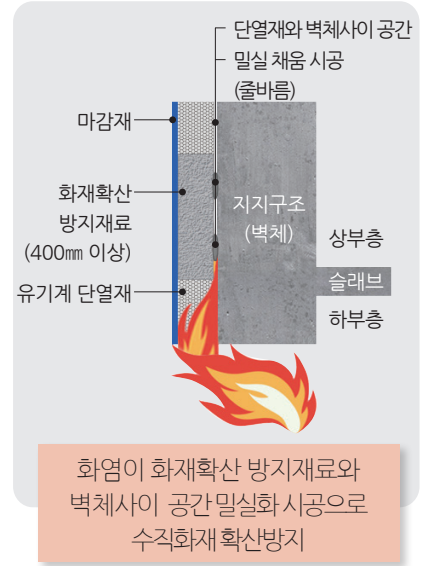 단열재와 벽체사이 공간
밀실 채움 시공
(줄바름)
마감재
화재확산
방지재료
(400㎜ 이상)
유기계 단열재
지지구조
(벽체)
상부층
슬래브
하부층
화염이 화재확산 방지재료와
벽체사이 공간 밀실화 시공으로
수직화재 확산방지